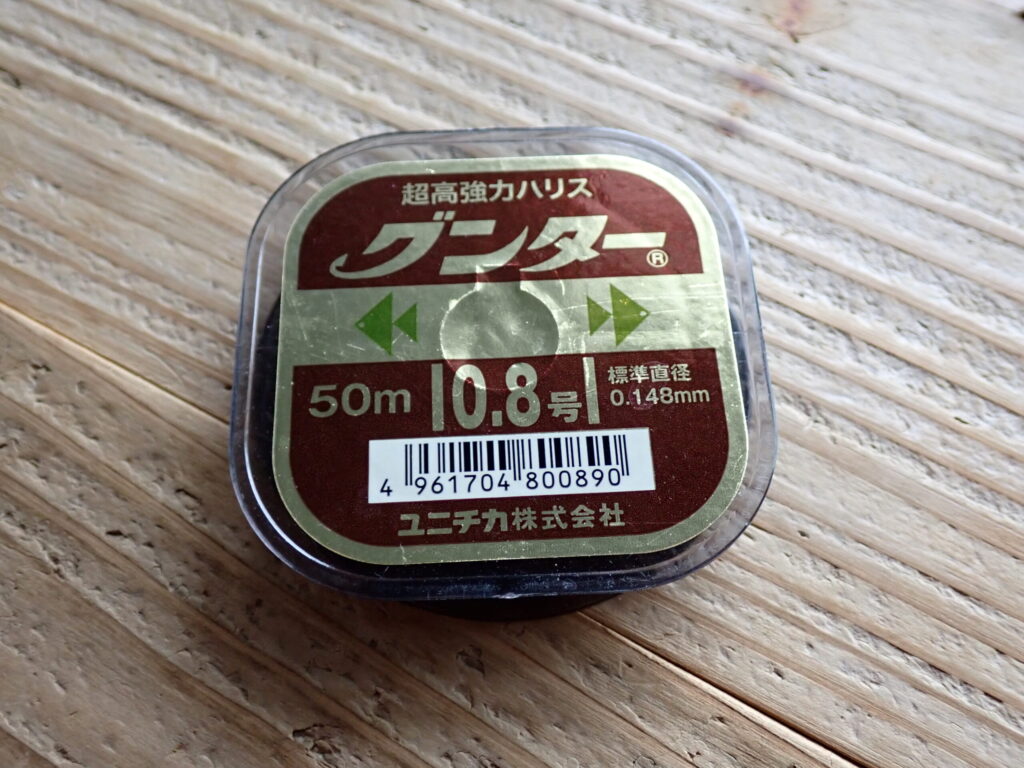 超高強力ハリス
グンター®
50m 0.8号 標準直径
0.148mm
4 961704 800890
ユニチカ株式会社